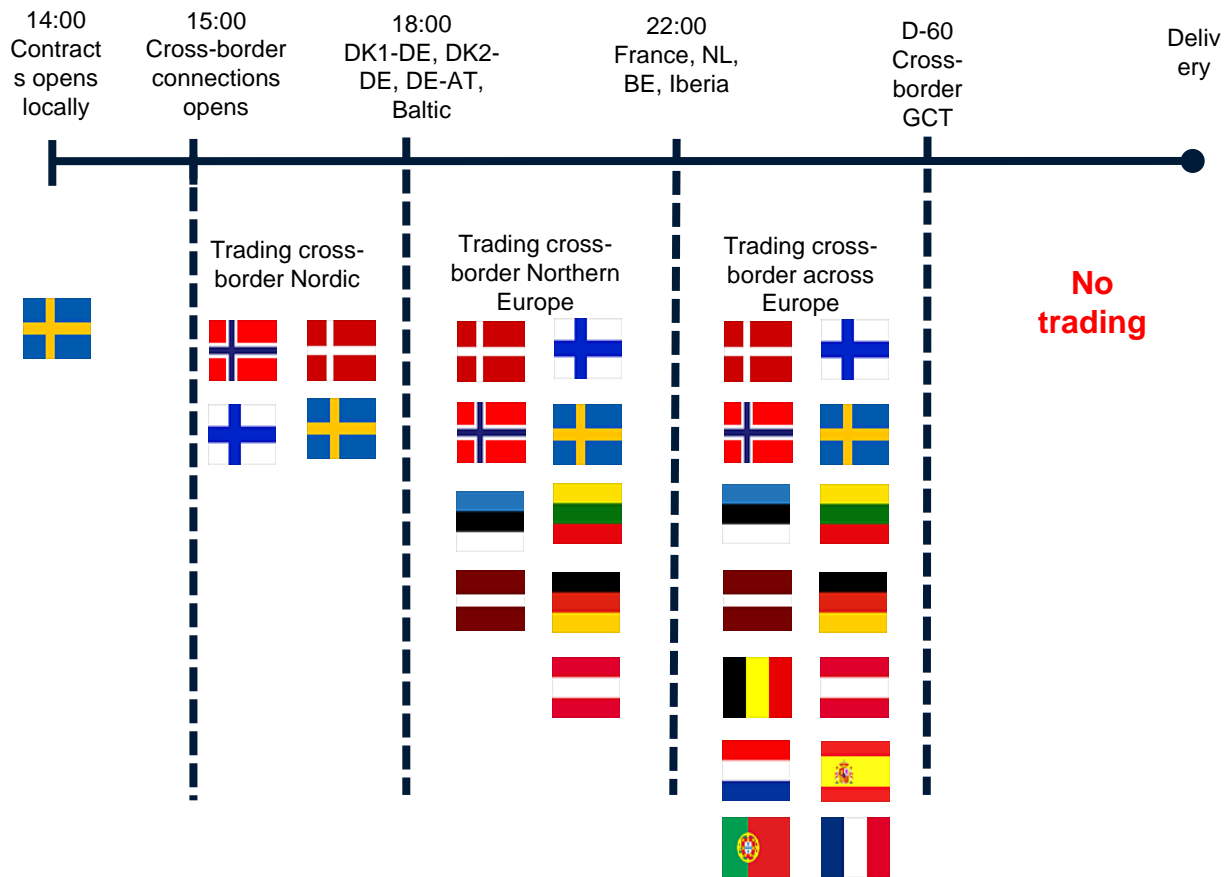 14:00
Contract
s opens
locally
15:00
Cross-border
connections
opens
18:00
DK1-DE, DK2-
DE, DE-AT,
Baltic
22:00
France, NL,
BE, Iberia
D-60
Cross-
border
GCT
Deliv
ery
Trading cross-
border Nordic
Trading cross-
border Northern
Europe
Trading cross-
border across
Europe
No
trading